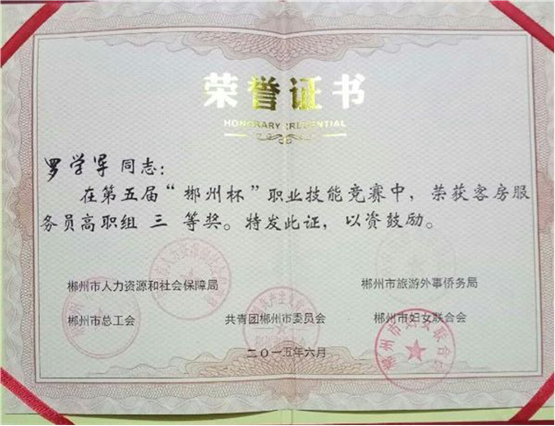 荣誉证书
HONORARY CREDENTIAL
罗学军 同志：
在第五届“郴州杯”职业技能竞赛中，荣获客房服
务员高职组 三 等奖。特发此证，以资鼓励。
郴州市人力资源和社会保障局 郴州市旅游外事侨务局
郴州市总工会 共青团郴州市委员会 郴州市妇女联合会
二〇一五年六月